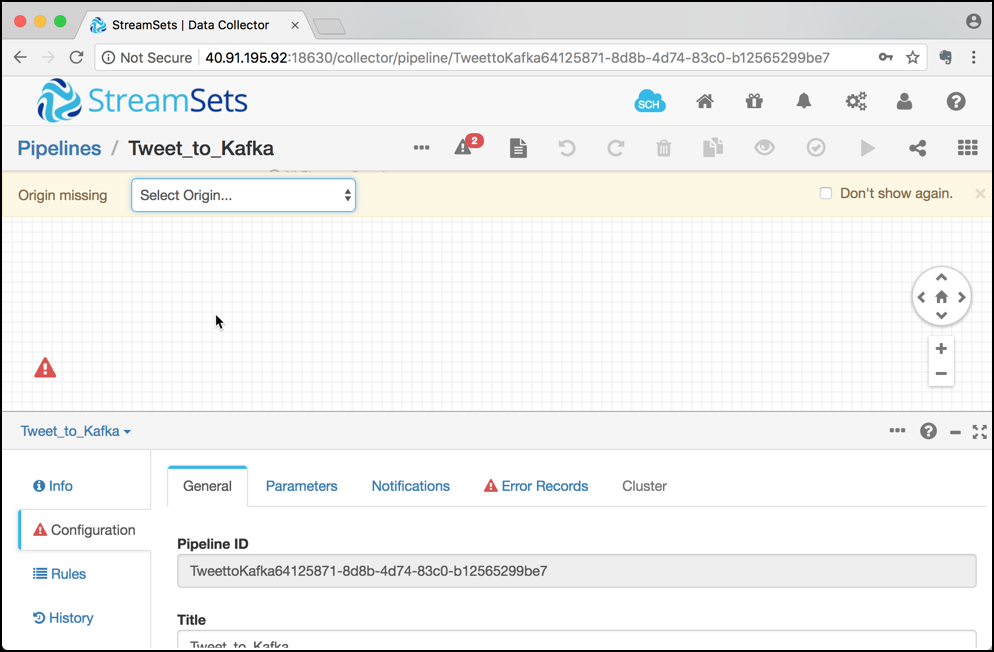 StreamSets | Data Collector
Not Secure 40.91.195.92:18630/collector/pipeline/TweettoKafka64125871-8d8b-4d74-83c0-b12565299be7
StreamSets
SCH
Pipelines / Tweet_to_Kafka
2
Origin missing
Select Origin...
Don't show again.
Tweet_to_Kafka
Info
General Parameters Notifications Error Records Cluster
Configuration
Pipeline ID
TweettoKafka64125871-8d8b-4d74-83c0-b12565299be7
Rules
History
Title
Tweet_to_Kafka